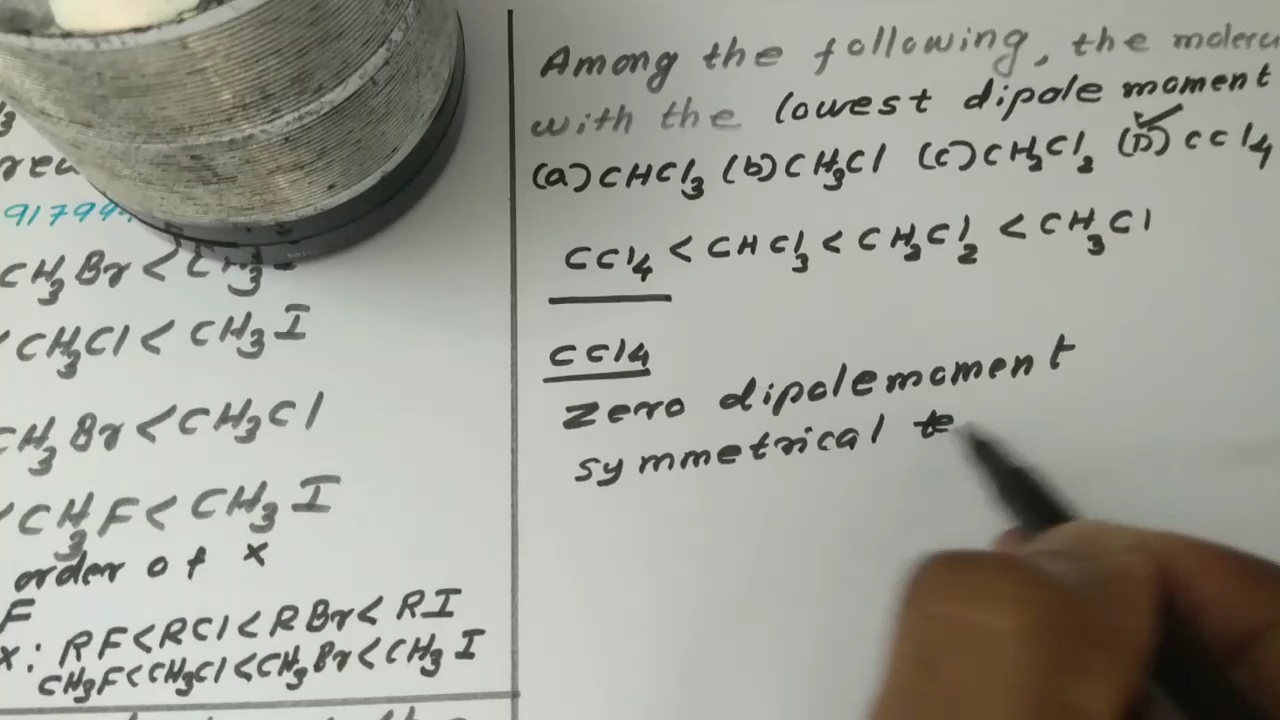 917944
CH3Br <
CH3Cl < CH3I
CH3Br < CH3Cl
CH3F < CH3I
order of x
F
x: RF < RCl < RBr < RI
CH3F < CH3Cl < CH3Br < CH3I
Among the following, the molecu
with the lowest dipole moment
(a) CHCl3 (b) CH3Cl (c) CH2Cl2 (D) CCl4
CCl4 < CHCl3 < CH2Cl2 < CH3Cl
CCl4
Zero dipolemoment
symmetrical te